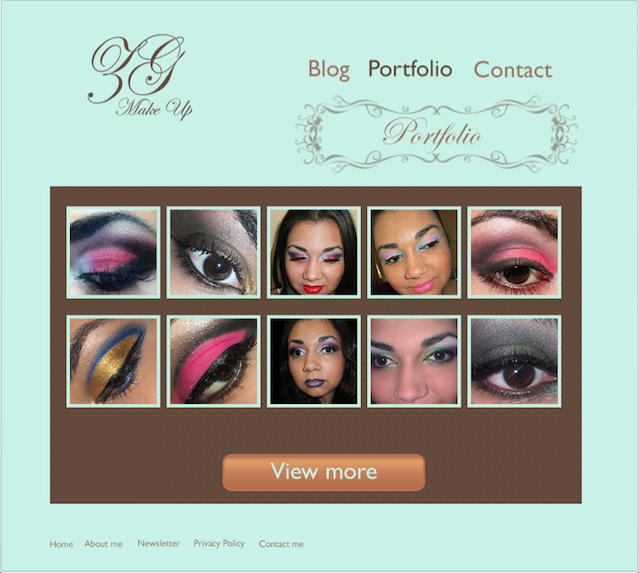 ZG
Make Up
Blog Portfolio Contact
Portfolio
View more
Home About me Newsletter Privacy Policy Contact me